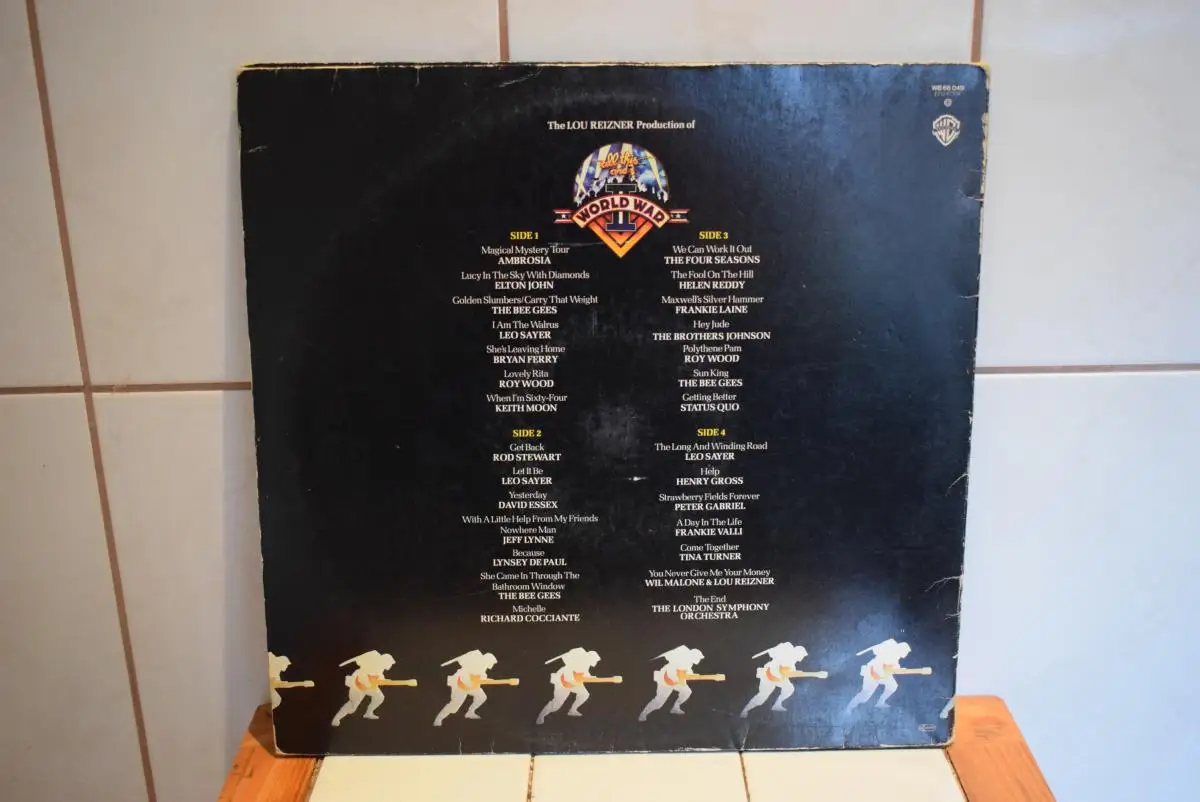 WB 66 049
The LOU REIZNER Production of
all this
and
WORLD WAR
II
SIDE 1
Magical Mystery Tour
AMBROSIA
Lucy In The Sky With Diamonds
ELTON JOHN
Golden Slumbers/Carry That Weight
THE BEE GEES
I Am The Walrus
LEO SAYER
She's Leaving Home
BRYAN FERRY
Lovely Rita
ROY WOOD
When I'm Sixty-Four
KEITH MOON
SIDE 2
Get Back
ROD STEWART
Let It Be
LEO SAYER
Yesterday
DAVID ESSEX
With A Little Help From My Friends
Nowhere Man
JEFF LYNNE
Because
LYNSEY DE PAUL
She Came In Through The
Bathroom Window
THE BEE GEES
Michelle
RICHARD COCCIANTE
SIDE 3
We Can Work It Out
THE FOUR SEASONS
The Fool On The Hill
HELEN REDDY
Maxwell's Silver Hammer
FRANKIE LAINE
Hey Jude
THE BROTHERS JOHNSON
Polythene Pam
ROY WOOD
Sun King
THE BEE GEES
Getting Better
STATUS QUO
SIDE 4
The Long And Winding Road
LEO SAYER
Help
HENRY GROSS
Strawberry Fields Forever
PETER GABRIEL
A Day In The Life
FRANKIE VALLI
Come Together
TINA TURNER
You Never Give Me Your Money
WIL MALONE & LOU REIZNER
The End
THE LONDON SYMPHONY
ORCHESTRA